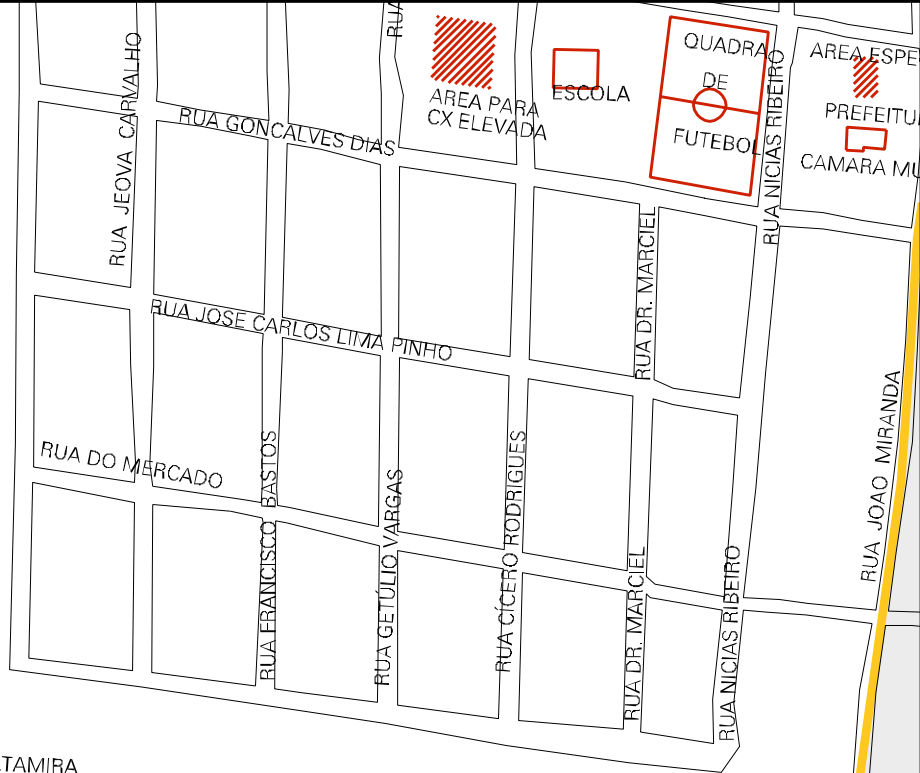 RUA
QUADRA
DE
FUTEBOL
AREA
PREFEITU
CAMARA MU
ESCOLA
AREA PARA
CX ELEVADA
RUA JEOVA CARVALHO
RUA GONCALVES DIAS
RUA NICIAS RIBEIRO
RUA DR. MARCIEL
RUA JOSE CARLOS LIMA PINHO
RUA JOAO MIRANDA
RUA DO MERCADO
RUA FRANCISCO BASTOS
RUA GETÚLIO VARGAS
RUA CÍCERO RODRIGUES
RUA DR. MARCIEL
RUA NICIAS RIBEIRO
TAMIRA